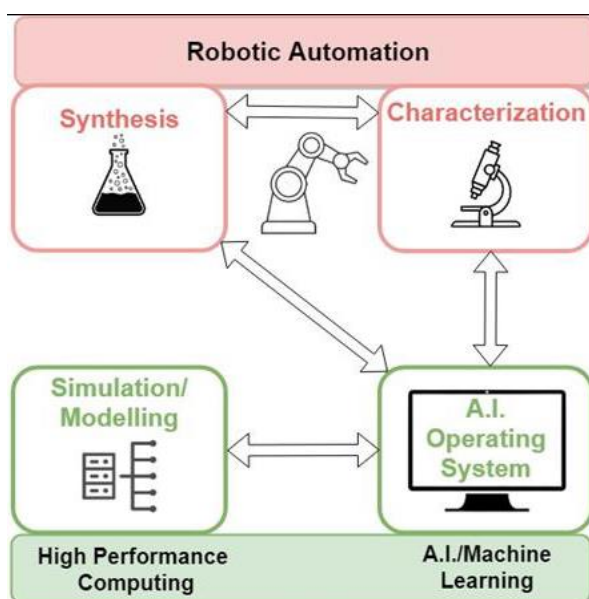 Robotic Automation
Synthesis
Characterization
Simulation/
Modelling
A.I.
Operating
System
High Performance
Computing
A.I./Machine
Learning